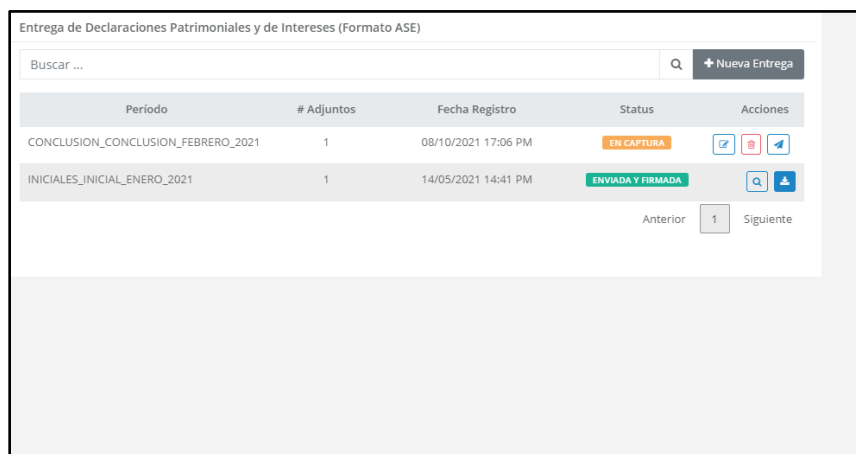 Entrega de Declaraciones Patrimoniales y de Intereses (Formato ASE)
Buscar ... + Nueva Entrega
Período # Adjuntos Fecha Registro Status Acciones
CONCLUSION_CONCLUSION_FEBRERO_2021 1 08/10/2021 17:06 PM EN CAPTURA
INICIALES_INICIAL_ENERO_2021 1 14/05/2021 14:41 PM ENVIADA Y FIRMADA
Anterior 1 Siguiente